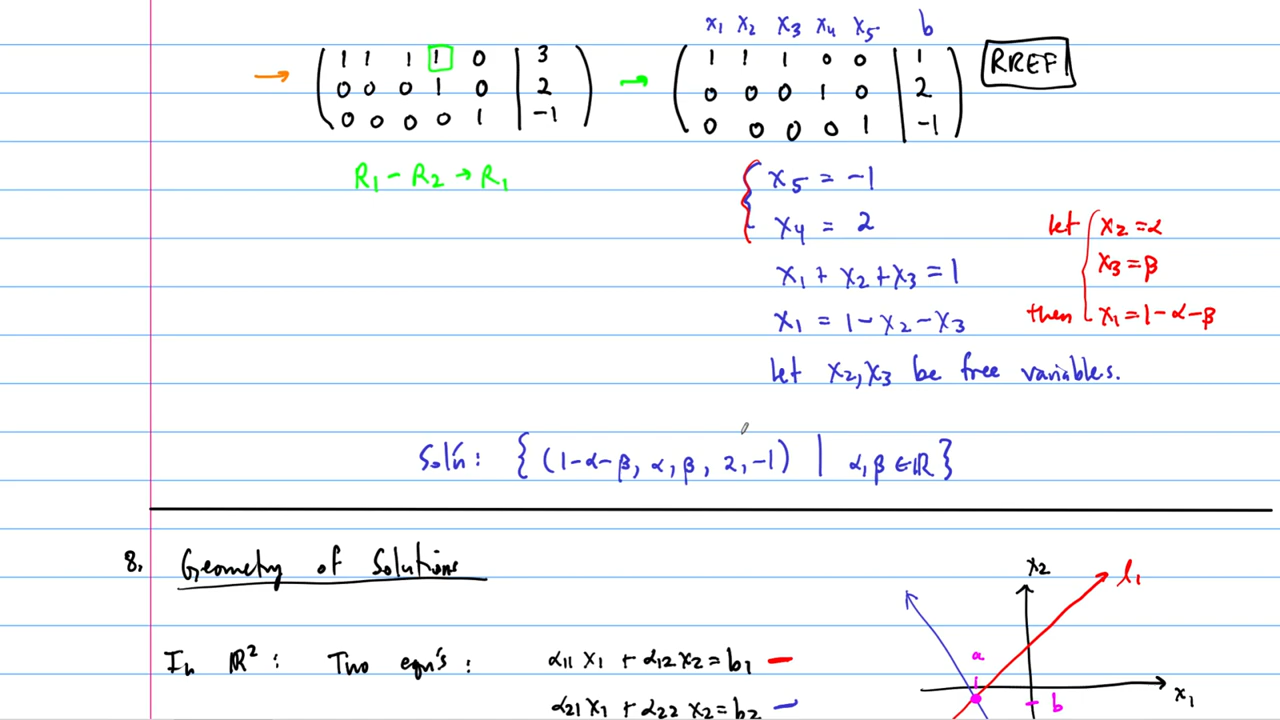 x₁ x₂ x₃ x₄ x₅ b
→ ( 1 1 1 1 0 | 3 ) → ( 1 1 1 0 0 | 1 ) RREF
( 0 0 0 1 0 | 2 ) ( 0 0 0 1 0 | 2 )
( 0 0 0 0 1 | -1 ) ( 0 0 0 0 1 | -1 )
R₁ - R₂ → R₁
x₅ = -1
x₄ = 2
let { x₂ = α
x₃ = β
then x₁ = 1 - α - β
x₁ + x₂ + x₃ = 1
x₁ = 1 - x₂ - x₃
let x₂, x₃ be free variables.
Sol'n: { (1-α-β, α, β, 2, -1) | α, β ∈ ℝ }
8. Geometry of Solutions
x₂
l₁
In ℝ²: Two eqn's: α₁₁ x₁ + α₁₂ x₂ = b₁ –
α₂₁ x₁ + α₂₂ x₂ = b₂ –
a
x₁
b